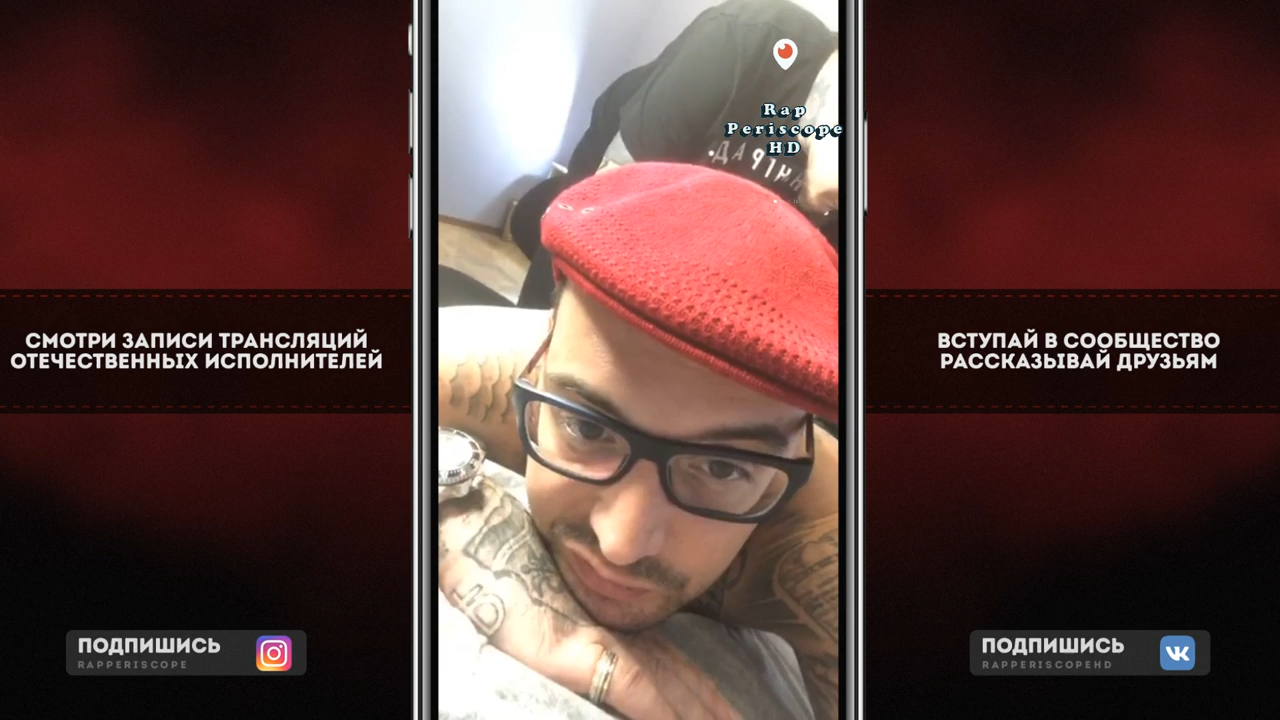 Rap
Periscope
HD
СМОТРИ ЗАПИСИ ТРАНСЛЯЦИЙ
ОТЕЧЕСТВЕННЫХ ИСПОЛНИТЕЛЕЙ
ВСТУПАЙ В СООБЩЕСТВО
РАССКАЗЫВАЙ ДРУЗЬЯМ
ПОДПИШИСЬ
RAPPERISCOPE
ПОДПИШИСЬ
RAPPERISCOPEHD